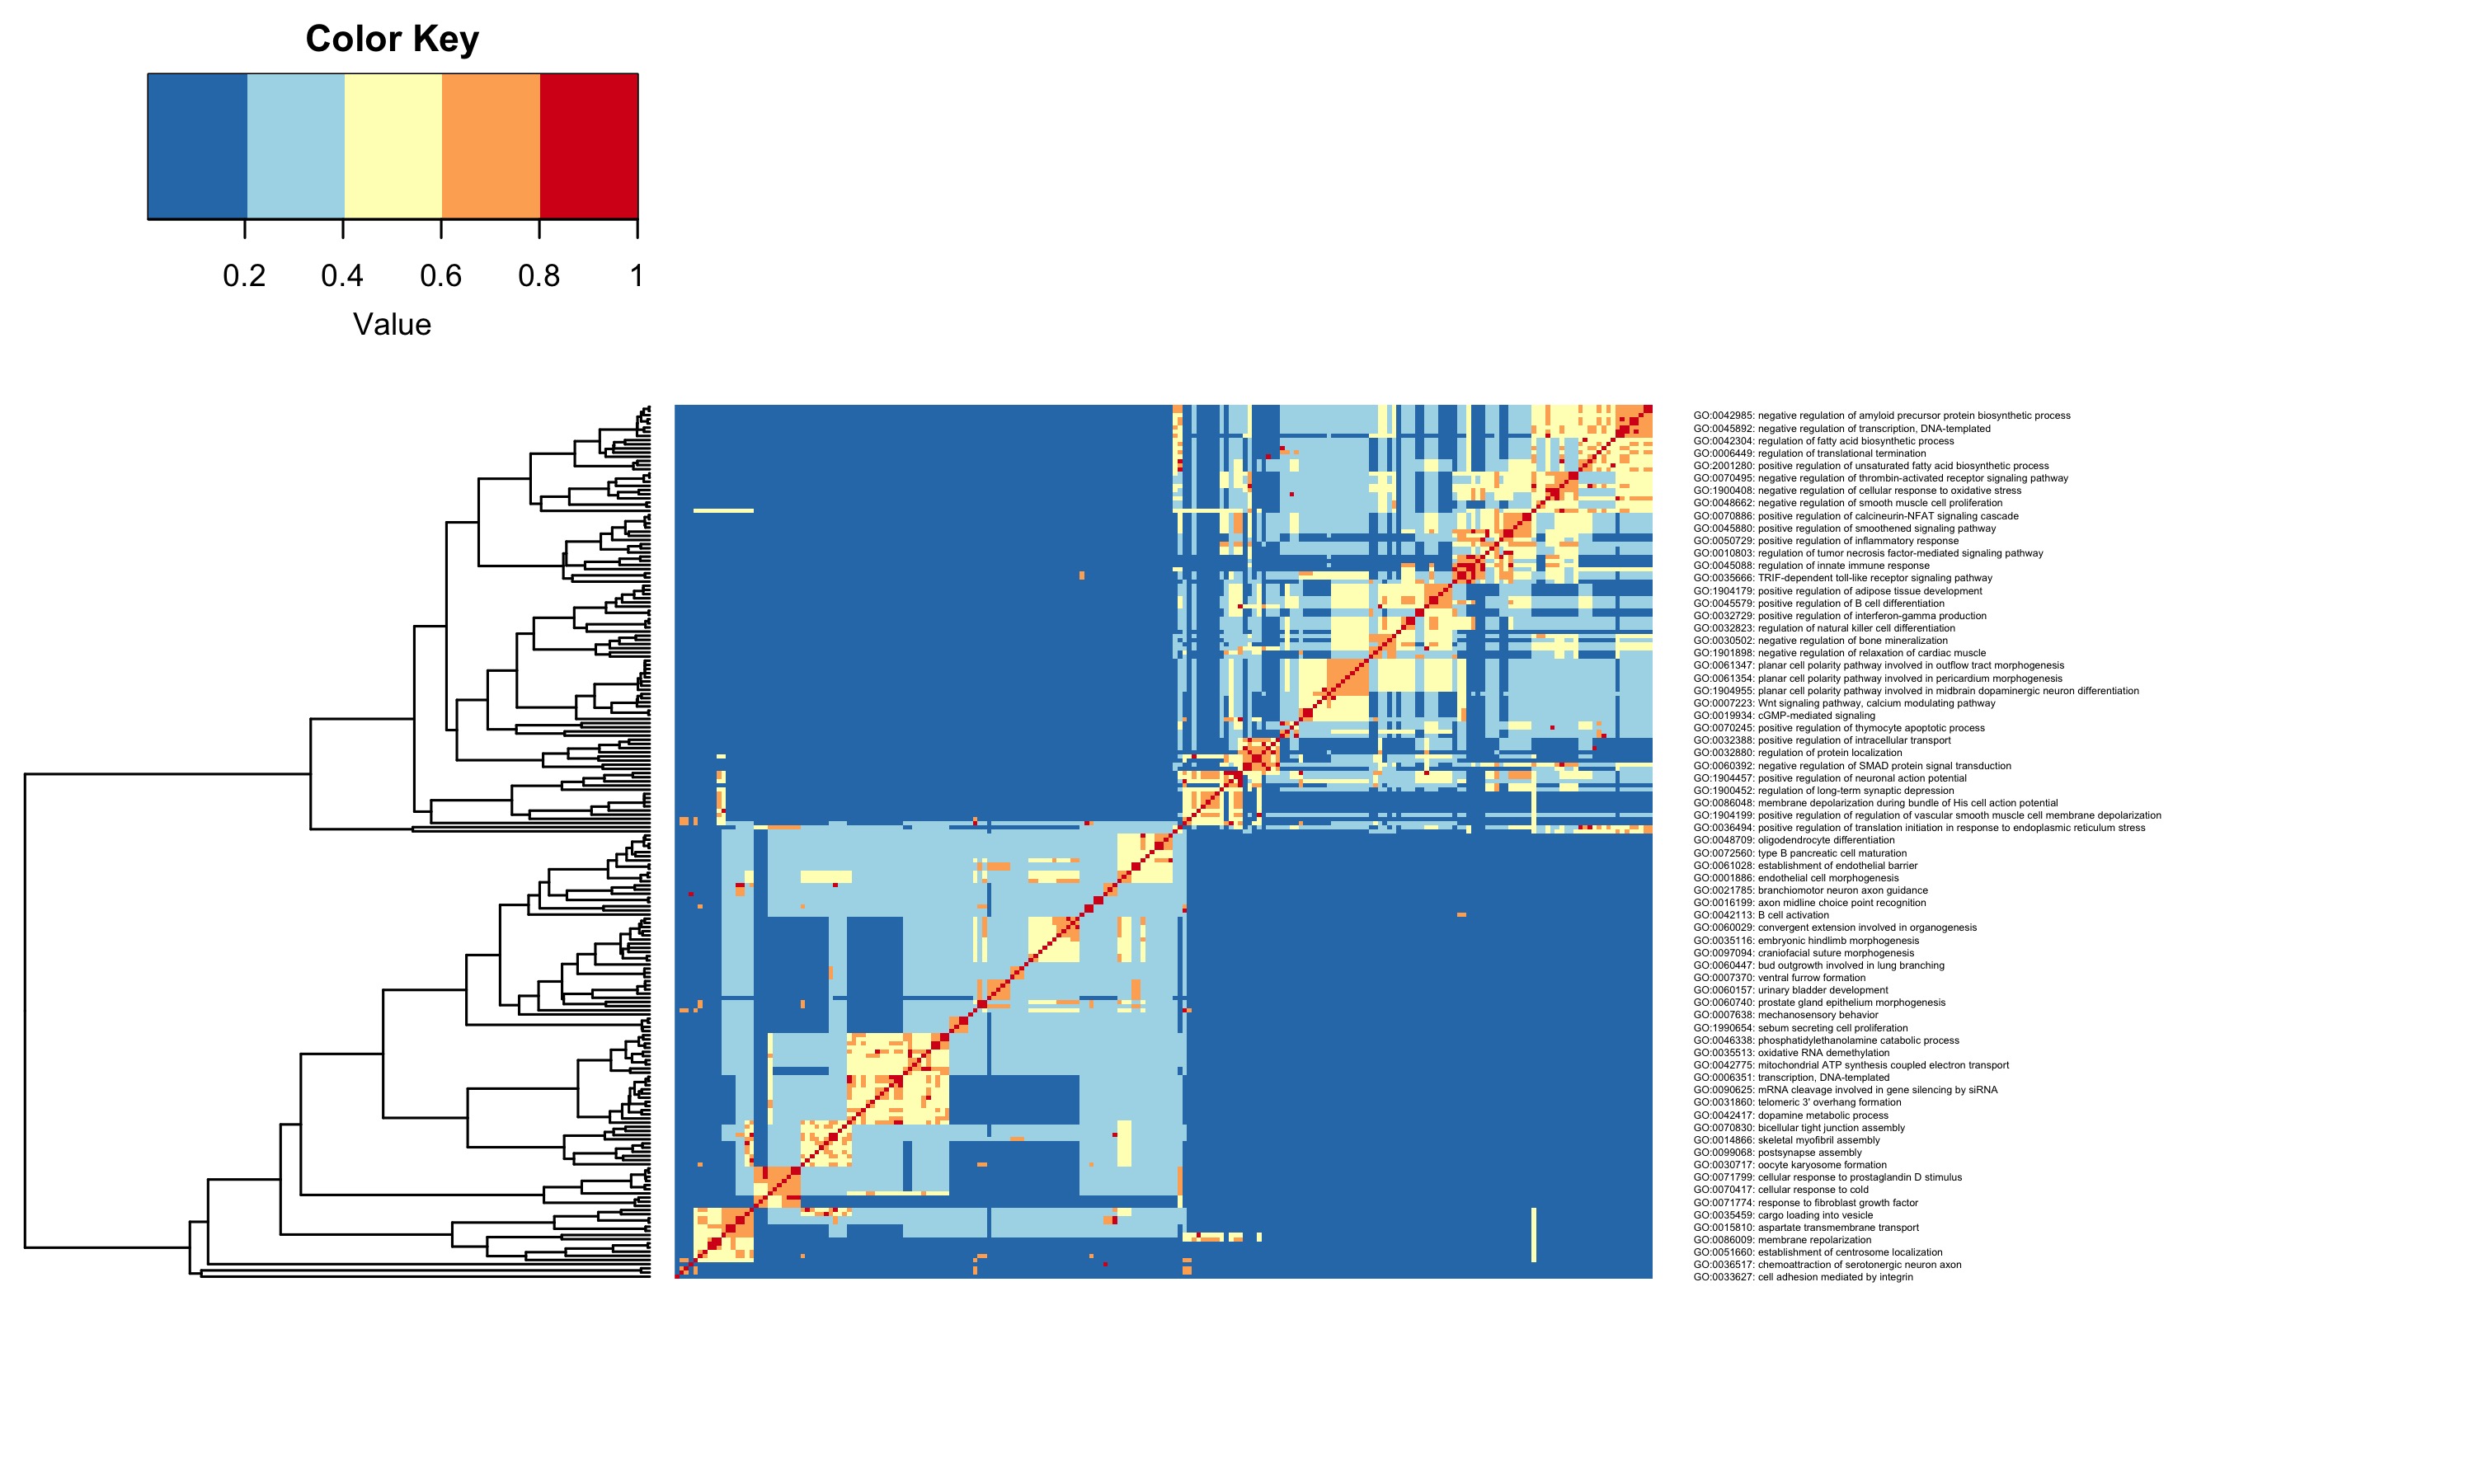 Color Key
0.2 0.4 0.6 0.8 1
Value
GO:0042985: negative regulation of amyloid precursor protein biosynthetic process
GO:0045892: negative regulation of transcription, DNA-templated
GO:0042304: regulation of fatty acid biosynthetic process
GO:0006449: regulation of translational termination
GO:2001280: positive regulation of unsaturated fatty acid biosynthetic process
GO:0070495: negative regulation of thrombin-activated receptor signaling pathway
GO:1900408: negative regulation of cellular response to oxidative stress
GO:0048662: negative regulation of smooth muscle cell proliferation
GO:0070886: positive regulation of calcineurin-NFAT signaling cascade
GO:0045880: positive regulation of smoothened signaling pathway
GO:0050729: positive regulation of inflammatory response
GO:0010803: regulation of tumor necrosis factor-mediated signaling pathway
GO:0045088: regulation of innate immune response
GO:0035666: TRIF-dependent toll-like receptor signaling pathway
GO:1904179: positive regulation of adipose tissue development
GO:0045579: positive regulation of B cell differentiation
GO:0032729: positive regulation of interferon-gamma production
GO:0032823: regulation of natural killer cell differentiation
GO:0030502: negative regulation of bone mineralization
GO:1901898: negative regulation of relaxation of cardiac muscle
GO:0061347: planar cell polarity pathway involved in outflow tract morphogenesis
GO:0061354: planar cell polarity pathway involved in pericardium morphogenesis
GO:1904955: planar cell polarity pathway involved in midbrain dopaminergic neuron differentiation
GO:0007223: Wnt signaling pathway, calcium modulating pathway
GO:0019934: cGMP-mediated signaling
GO:0070245: positive regulation of thymocyte apoptotic process
GO:0032388: positive regulation of intracellular transport
GO:0032880: regulation of protein localization
GO:0060392: negative regulation of SMAD protein signal transduction
GO:1904457: positive regulation of neuronal action potential
GO:1900452: regulation of long-term synaptic depression
GO:0086048: membrane depolarization during bundle of His cell action potential
GO:1904199: positive regulation of regulation of vascular smooth muscle cell membrane depolarization
GO:0036494: positive regulation of translation initiation in response to endoplasmic reticulum stress
GO:0048709: oligodendrocyte differentiation
GO:0072560: type B pancreatic cell maturation
GO:0061028: establishment of endothelial barrier
GO:0001886: endothelial cell morphogenesis
GO:0021785: branchiomotor neuron axon guidance
GO:0016199: axon midline choice point recognition
GO:0042113: B cell activation
GO:0060029: convergent extension involved in organogenesis
GO:0035116: embryonic hindlimb morphogenesis
GO:0097094: craniofacial suture morphogenesis
GO:0060447: bud outgrowth involved in lung branching
GO:0007370: ventral furrow formation
GO:0060157: urinary bladder development
GO:0060740: prostate gland epithelium morphogenesis
GO:0007638: mechanosensory behavior
GO:1990654: sebum secreting cell proliferation
GO:0046338: phosphatidylethanolamine catabolic process
GO:0035513: oxidative RNA demethylation
GO:0042775: mitochondrial ATP synthesis coupled electron transport
GO:0006351: transcription, DNA-templated
GO:0090625: mRNA cleavage involved in gene silencing by siRNA
GO:0031860: telomeric 3' overhang formation
GO:0042417: dopamine metabolic process
GO:0070830: bicellular tight junction assembly
GO:0014866: skeletal myofibril assembly
GO:0099068: postsynapse assembly
GO:0030717: oocyte karyosome formation
GO:0071799: cellular response to prostaglandin D stimulus
GO:0070417: cellular response to cold
GO:0071774: response to fibroblast growth factor
GO:0035459: cargo loading into vesicle
GO:0015810: aspartate transmembrane transport
GO:0086009: membrane repolarization
GO:0051660: establishment of centrosome localization
GO:0036517: chemoattraction of serotonergic neuron axon
GO:0033627: cell adhesion mediated by integrin